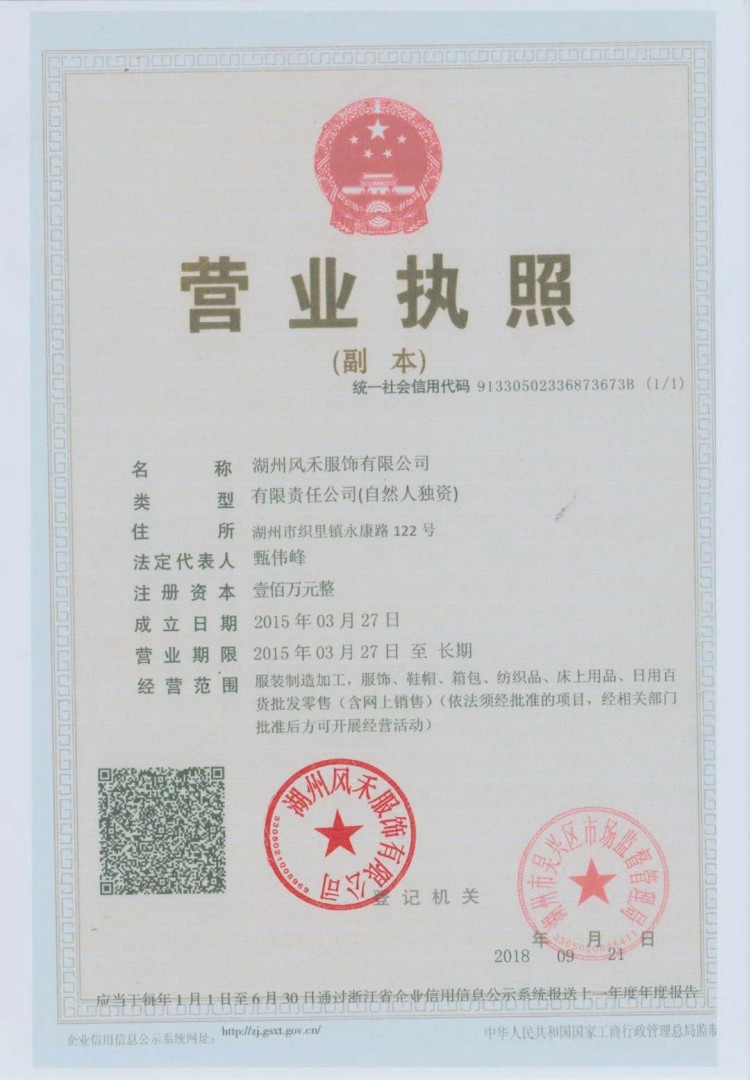 营业执照
(副 本)
统一社会信用代码 91330502336873673B (1/1)
名 称 湖州风禾服饰有限公司
类 型 有限责任公司(自然人独资)
住 所 湖州市织里镇永康路 122 号
法定代表人 甄伟峰
注册资本 壹佰万元整
成立日期 2015 年 03 月 27 日
营业期限 2015 年 03 月 27 日 至 长期
经营范围 服装制造加工，服饰、鞋帽、箱包、纺织品、床上用品、日用百
货批发零售（含网上销售）（依法须经批准的项目，经相关部门
批准后方可开展经营活动）
湖州风禾服饰有限公司
3305021005969
登记机关
湖州市吴兴区市场监督管理局
年 月 日
2018 09 21
应当于每年 1 月 1 日至 6 月 30 日通过浙江省企业信用信息公示系统报送上一年度年度报告
企业信用信息公示系统网址: http://zj.gsxt.gov.cn/
中华人民共和国国家工商行政管理总局监制